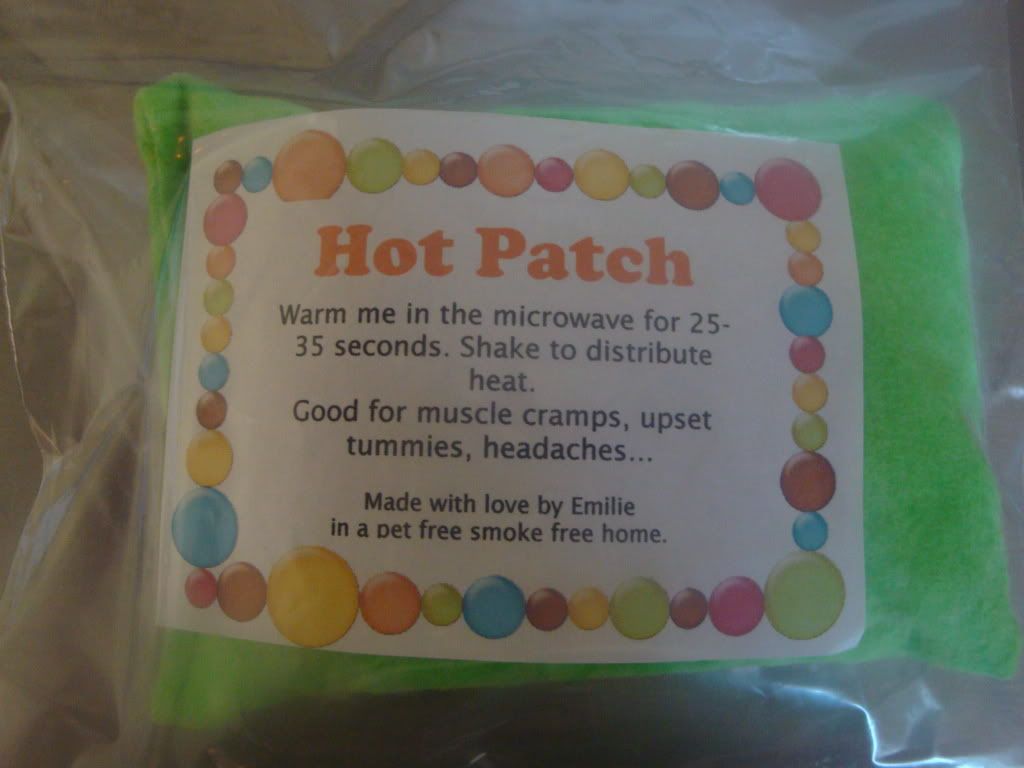 Hot Patch
Warm me in the microwave for 25-
35 seconds. Shake to distribute
heat.
Good for muscle cramps, upset
tummies, headaches...
Made with love by Emilie
in a pet free smoke free home.